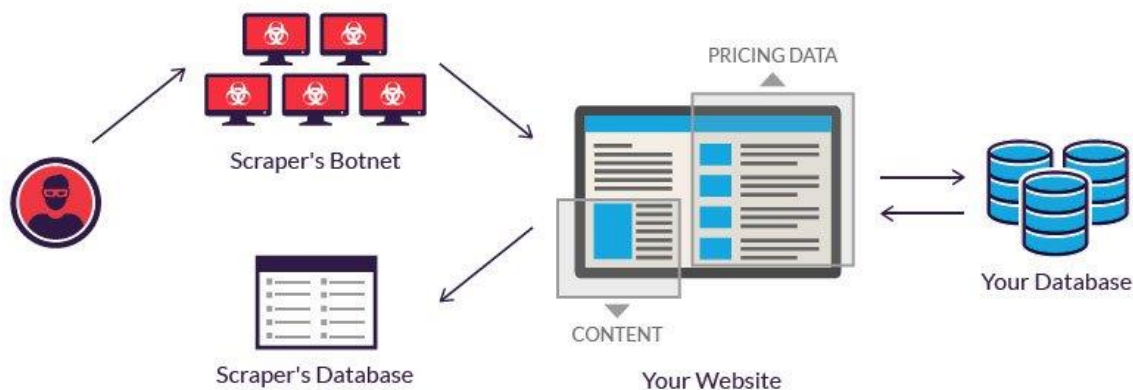 PRICING DATA
Scraper's Botnet
Your Database
CONTENT
Scraper's Database
Your Website